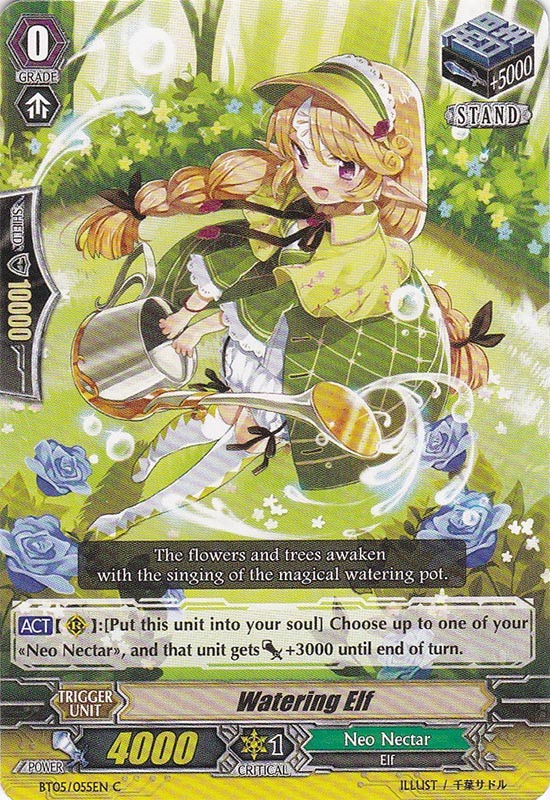 0
GRADE
+5000
STAND
SHIELD
10000
The flowers and trees awaken
with the singing of the magical watering pot.
ACT【 】:[Put this unit into your soul] Choose up to one of your
«Neo Nectar», and that unit gets +3000 until end of turn.
TRIGGER
UNIT
Watering Elf
POWER
4000
1
CRITICAL
Neo Nectar
Elf
BT05/055EN C
ILLUST / 千葉サドル